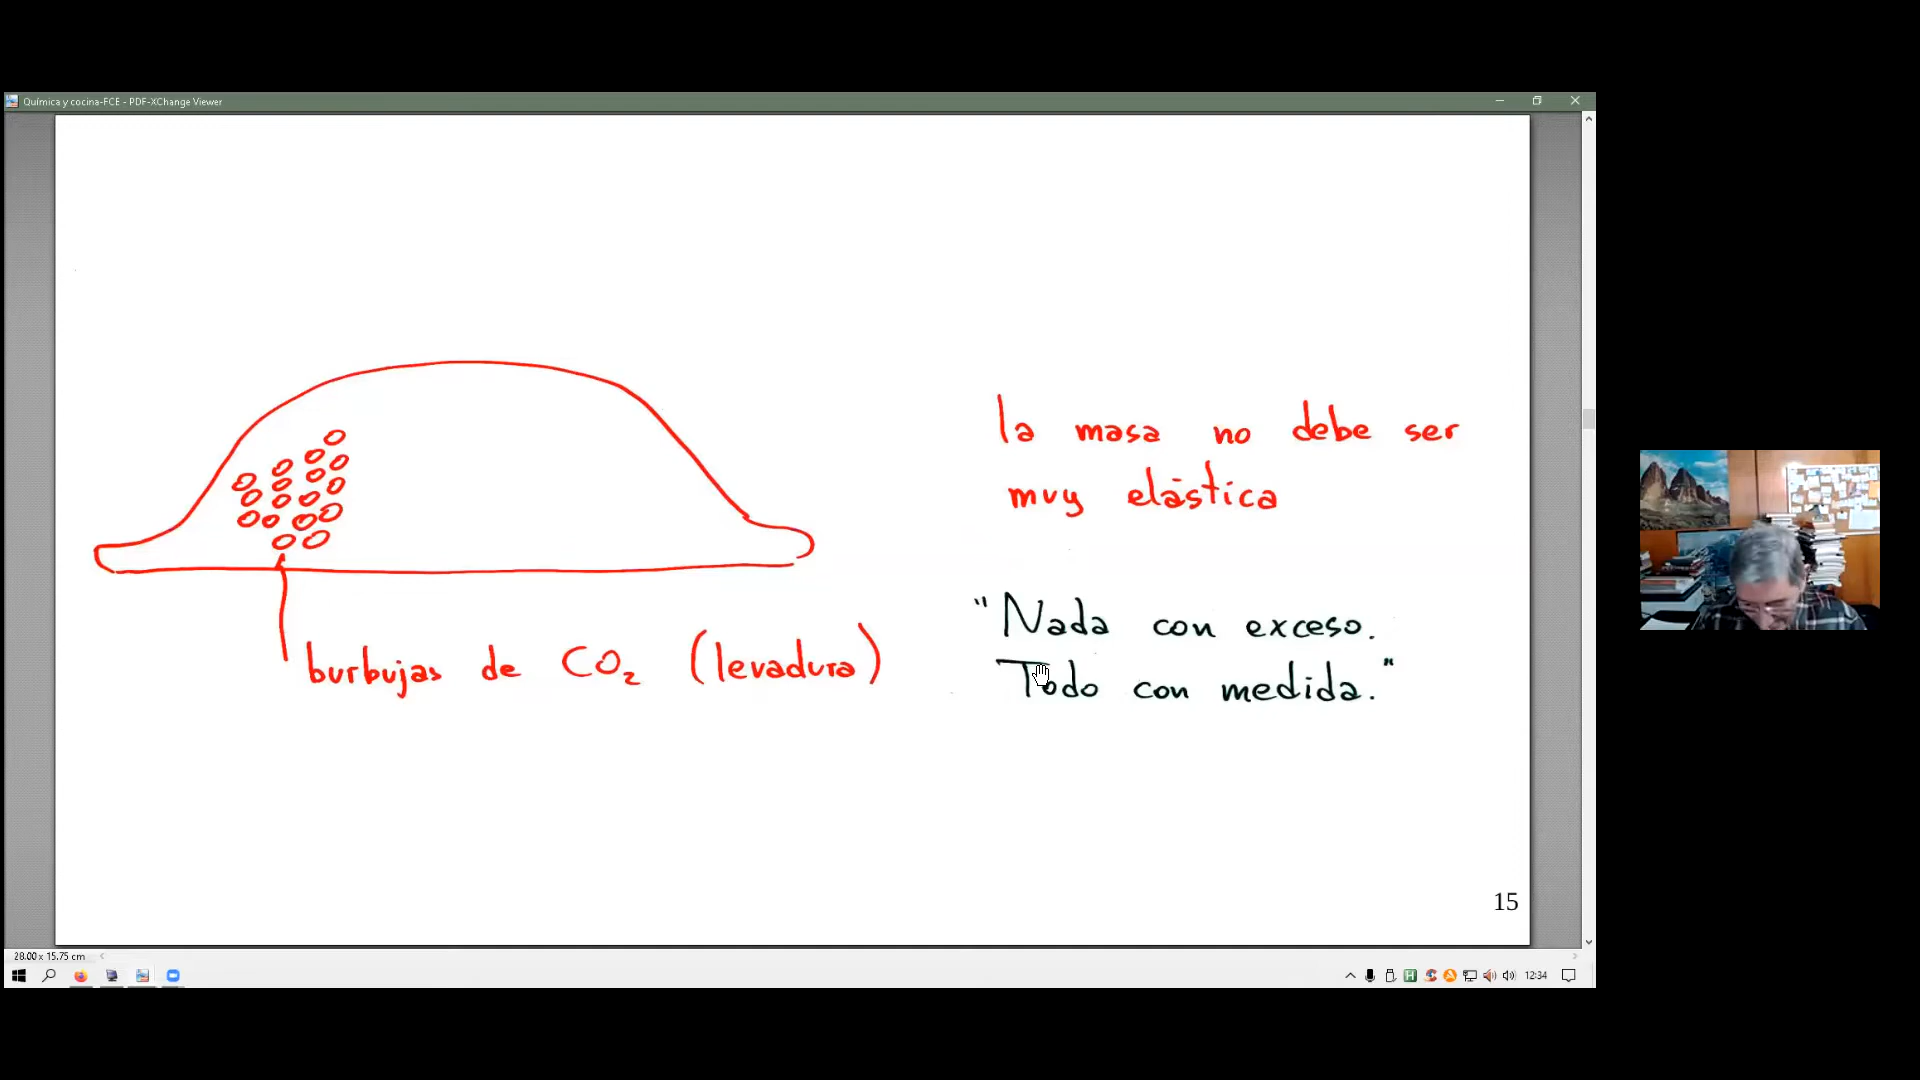 Química y cocina-FCE - PDF-XChange Viewer
la masa no debe ser
muy elástica
burbujas de CO₂ (levadura)
"Nada con exceso.
Todo con medida."
15
28.00 x 15.75 cm
12:34